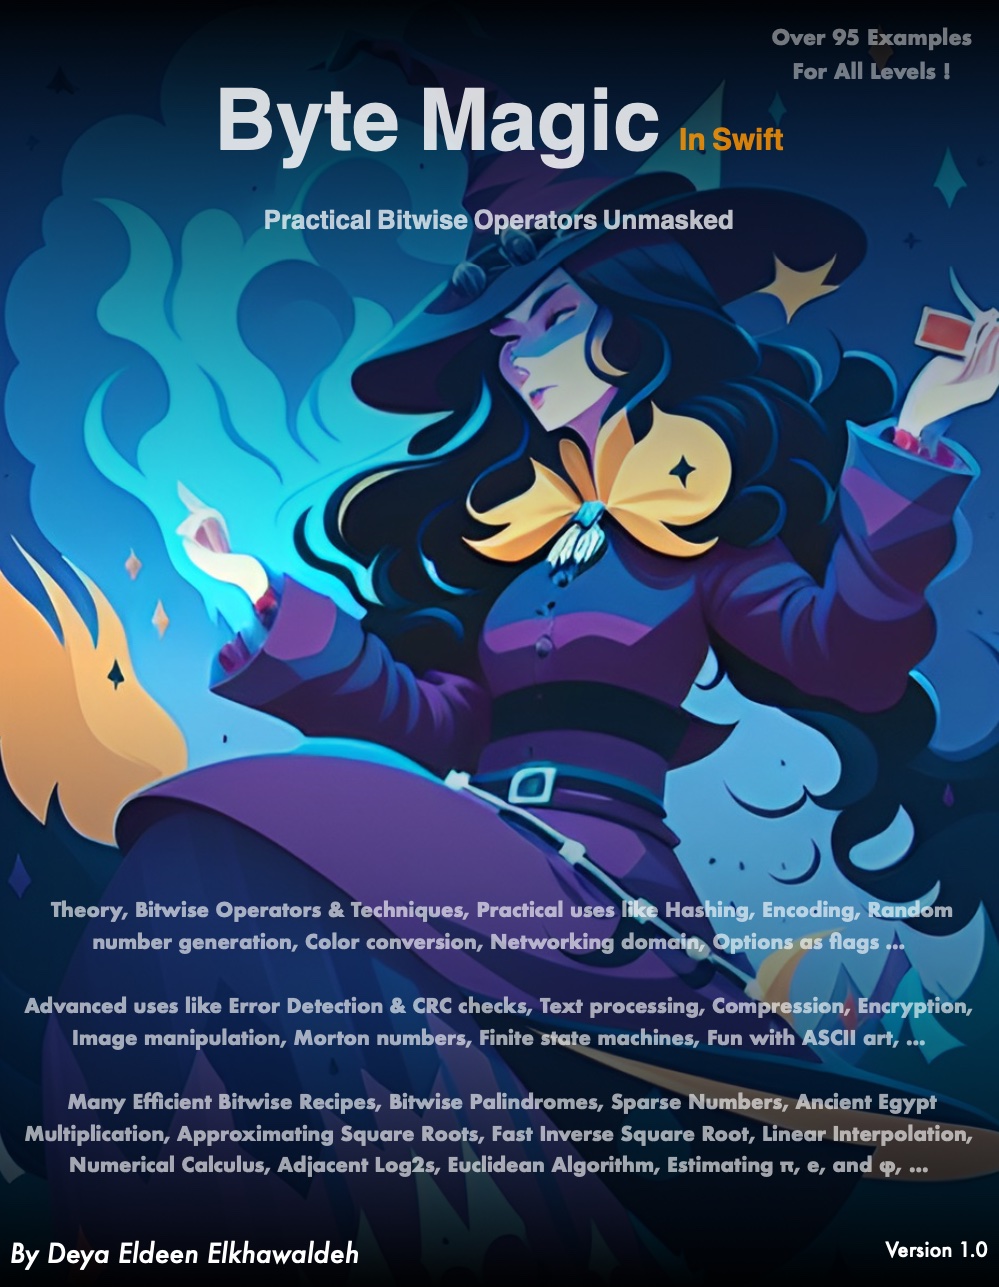 Over 95 Examples
For All Levels !
Byte Magic In Swift
Practical Bitwise Operators Unmasked
Theory, Bitwise Operators & Techniques, Practical uses like Hashing, Encoding, Random
number generation, Color conversion, Networking domain, Options as flags ...
Advanced uses like Error Detection & CRC checks, Text processing, Compression, Encryption,
Image manipulation, Morton numbers, Finite state machines, Fun with ASCII art, ...
Many Efficient Bitwise Recipes, Bitwise Palindromes, Sparse Numbers, Ancient Egypt
Multiplication, Approximating Square Roots, Fast Inverse Square Root, Linear Interpolation,
Numerical Calculus, Adjacent Log2s, Euclidean Algorithm, Estimating π, e, and φ, ...
By Deya Eldeen Elkhawaldeh
Version 1.0